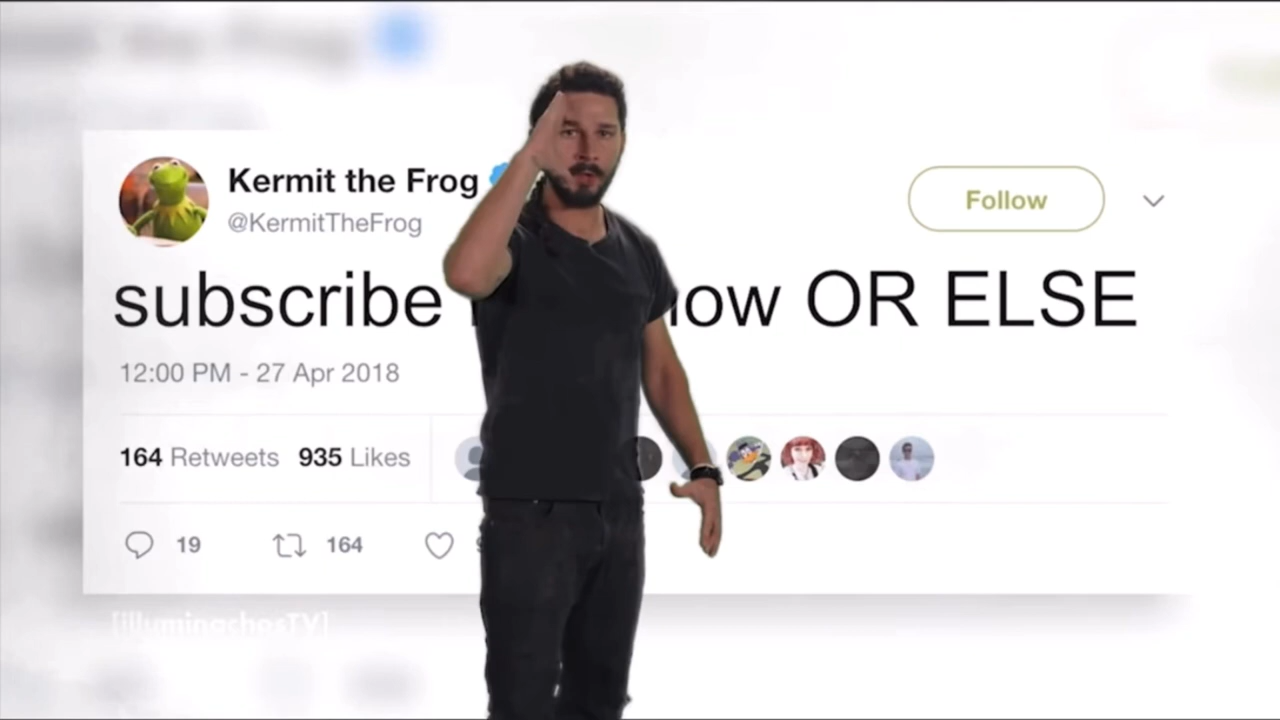 Kermit the Frog
@KermitTheFrog
Follow
subscribe OR ELSE
12:00 PM - 27 Apr 2018
164 Retweets 935 Likes
19 164
[illuminachosTV]